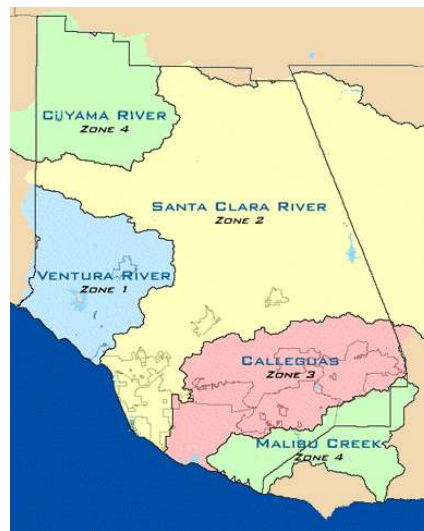 CUYAMA RIVER
ZONE 4
SANTA CLARA RIVER
ZONE 2
VENTURA RIVER
ZONE 1
CALLEGUAS
ZONE 3
MALIBU CREEK
ZONE 4